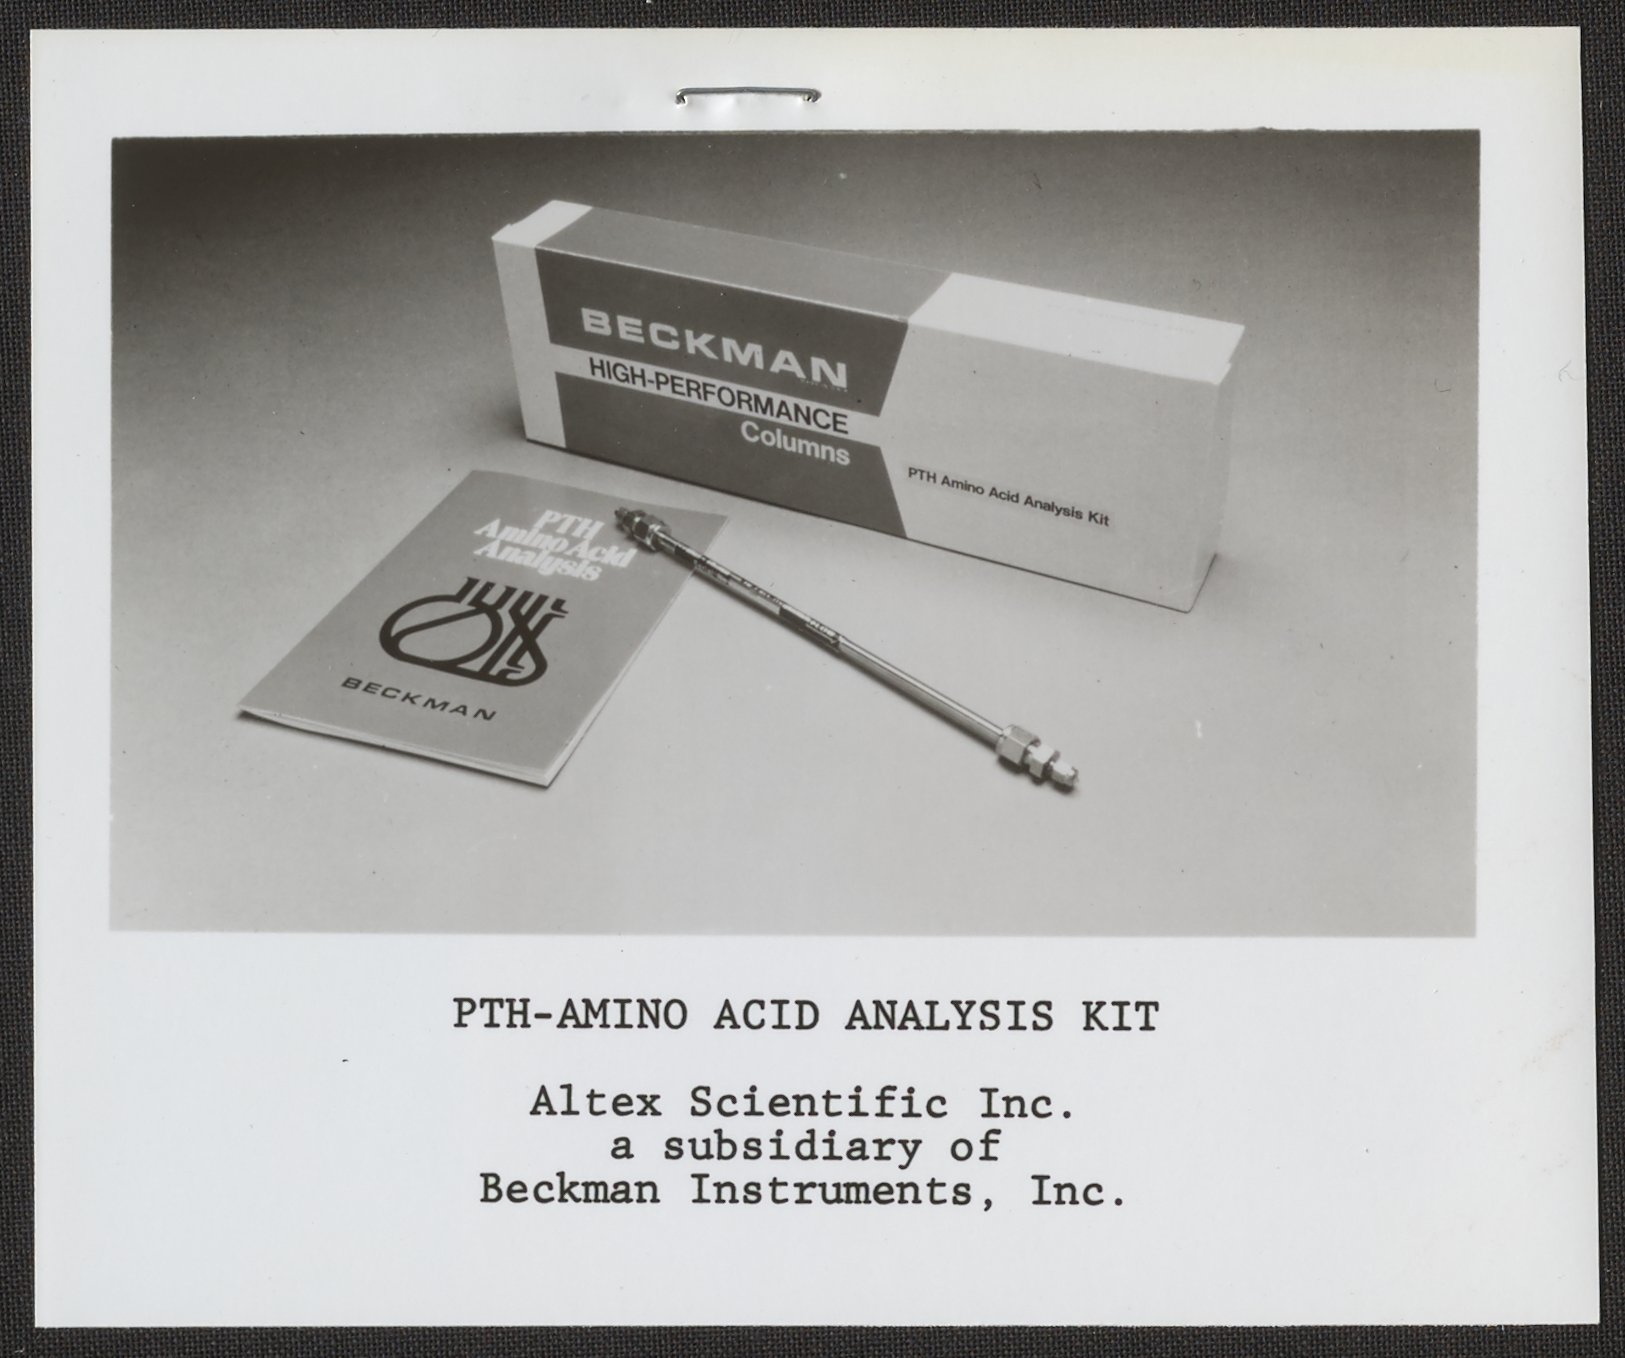 BECKMAN
HIGH-PERFORMANCE
Columns
PTH Amino Acid Analysis Kit
PTH
Amino Acid
Analysis
BECKMAN
PTH-AMINO ACID ANALYSIS KIT
Altex Scientific Inc.
a subsidiary of
Beckman Instruments, Inc.